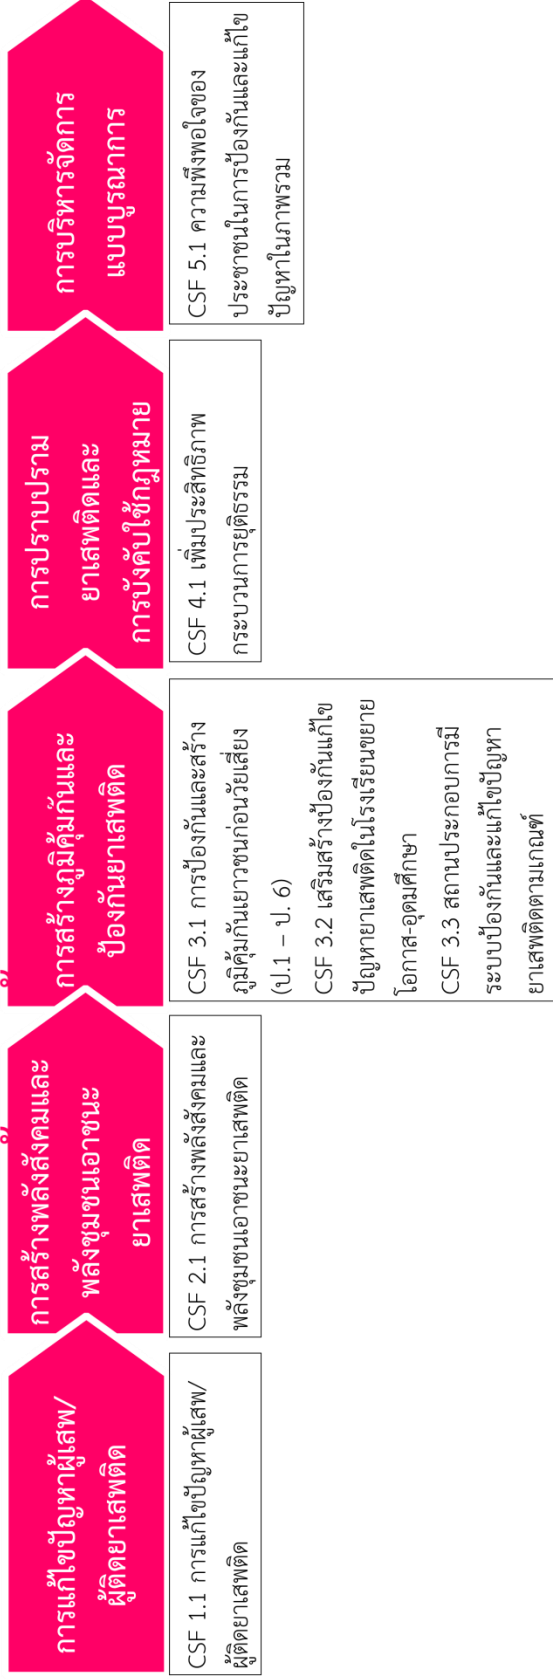 การแก้ไขปัญหาผู้เสพ/
ผู้ติดยาเสพติด
CSF 1.1 การแก้ไขปัญหาผู้เสพ/
ผู้ติดยาเสพติด
การสร้างพลังสังคมและ
พลังชุมชนเอาชนะ
ยาเสพติด
CSF 2.1 การสร้างพลังสังคมและ
พลังชุมชนเอาชนะยาเสพติด
การสร้างภูมิคุ้มกันและ
ป้องกันยาเสพติด
CSF 3.1 การป้องกันและสร้าง
ภูมิคุ้มกันเยาวชนก่อนวัยเสี่ยง
(ป.1 – ป. 6)
CSF 3.2 เสริมสร้างป้องกันแก้ไข
ปัญหายาเสพติดในโรงเรียนขยาย
โอกาส-อุดมศึกษา
CSF 3.3 สถานประกอบการมี
ระบบป้องกันและแก้ไขปัญหา
ยาเสพติดตามเกณฑ์
การปราบปราม
ยาเสพติดและ
การบังคับใช้กฎหมาย
CSF 4.1 เพิ่มประสิทธิภาพ
กระบวนการยุติธรรม
การบริหารจัดการ
แบบบูรณาการ
CSF 5.1 ความพึงพอใจของ
ประชาชนในการป้องกันและแก้ไข
ปัญหาในภาพรวม